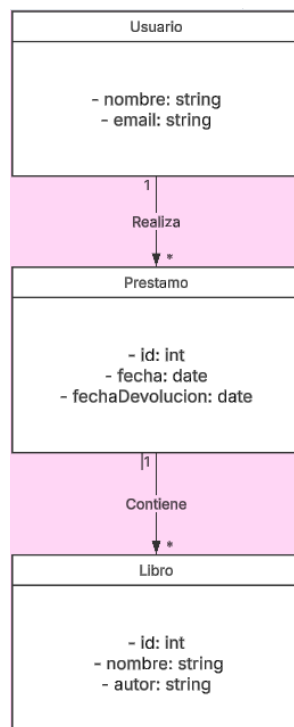 Usuario
- nombre: string
- email: string
1
Realiza
*
Prestamo
- id: int
- fecha: date
- fechaDevolucion: date
1
Contiene
*
Libro
- id: int
- nombre: string
- autor: string